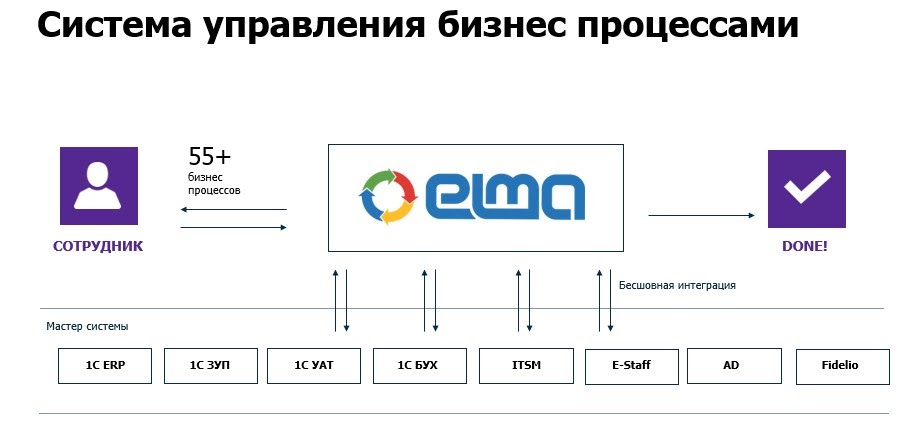 Система управления бизнес процессами
55+
бизнес
процессов
elma
СОТРУДНИК
DONE!
Бесшовная интеграция
Мастер системы
1С ERP
1С ЗУП
1С УАТ
1С БУХ
ITSM
E-Staff
AD
Fidelio